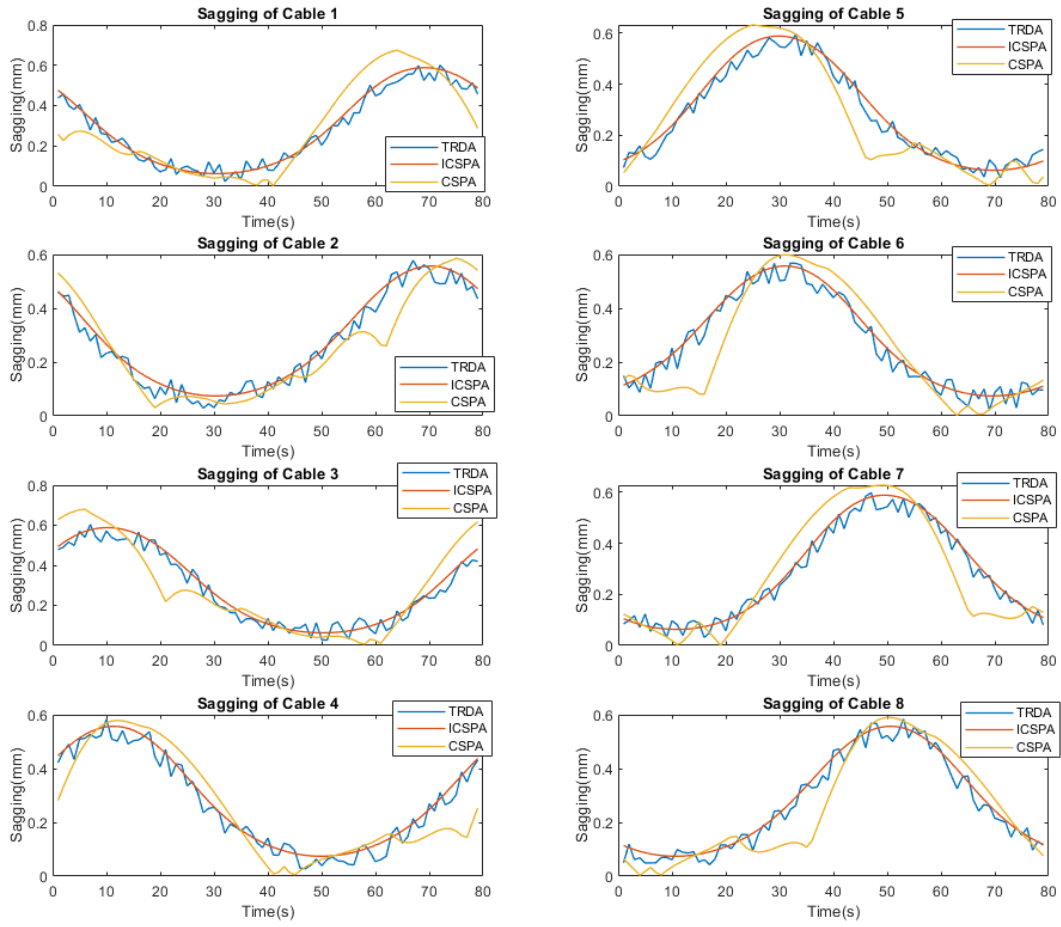 Sagging of Cable 1
Sagging(mm)
0.8
0.6
0.4
0.2
0
TRDA
ICSPA
CSPA
0 10 20 30 40 50 60 70 80
Time(s)
Sagging of Cable 5
Sagging(mm)
0.6
0.4
0.2
0
TRDA
ICSPA
CSPA
0 10 20 30 40 50 60 70 80
Time(s)
Sagging of Cable 2
Sagging(mm)
0.6
0.4
0.2
0
TRDA
ICSPA
CSPA
0 10 20 30 40 50 60 70 80
Time(s)
Sagging of Cable 6
Sagging(mm)
0.6
0.4
0.2
0
TRDA
ICSPA
CSPA
0 10 20 30 40 50 60 70 80
Time(s)
Sagging of Cable 3
Sagging(mm)
0.8
0.6
0.4
0.2
0
TRDA
ICSPA
CSPA
0 10 20 30 40 50 60 70 80
Time(s)
Sagging of Cable 7
Sagging(mm)
0.6
0.4
0.2
0
TRDA
ICSPA
CSPA
0 10 20 30 40 50 60 70 80
Time(s)
Sagging of Cable 4
Sagging(mm)
0.6
0.4
0.2
0
TRDA
ICSPA
CSPA
0 10 20 30 40 50 60 70 80
Time(s)
Sagging of Cable 8
Sagging(mm)
0.6
0.4
0.2
0
TRDA
ICSPA
CSPA
0 10 20 30 40 50 60 70 80
Time(s)